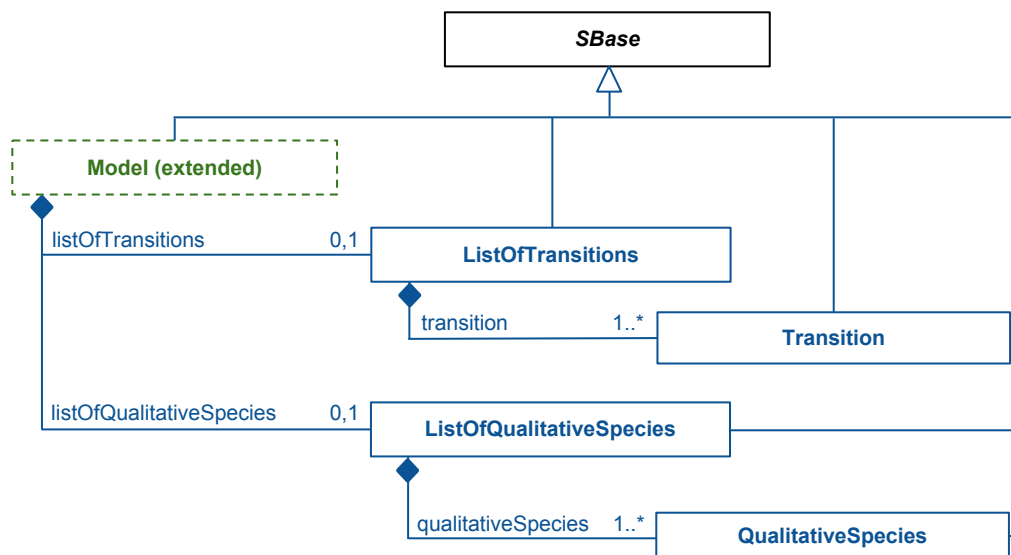 SBase
Model (extended)
listOfTransitions 0,1
ListOfTransitions
transition 1..*
Transition
listOfQualitativeSpecies 0,1
ListOfQualitativeSpecies
qualitativeSpecies 1..*
QualitativeSpecies